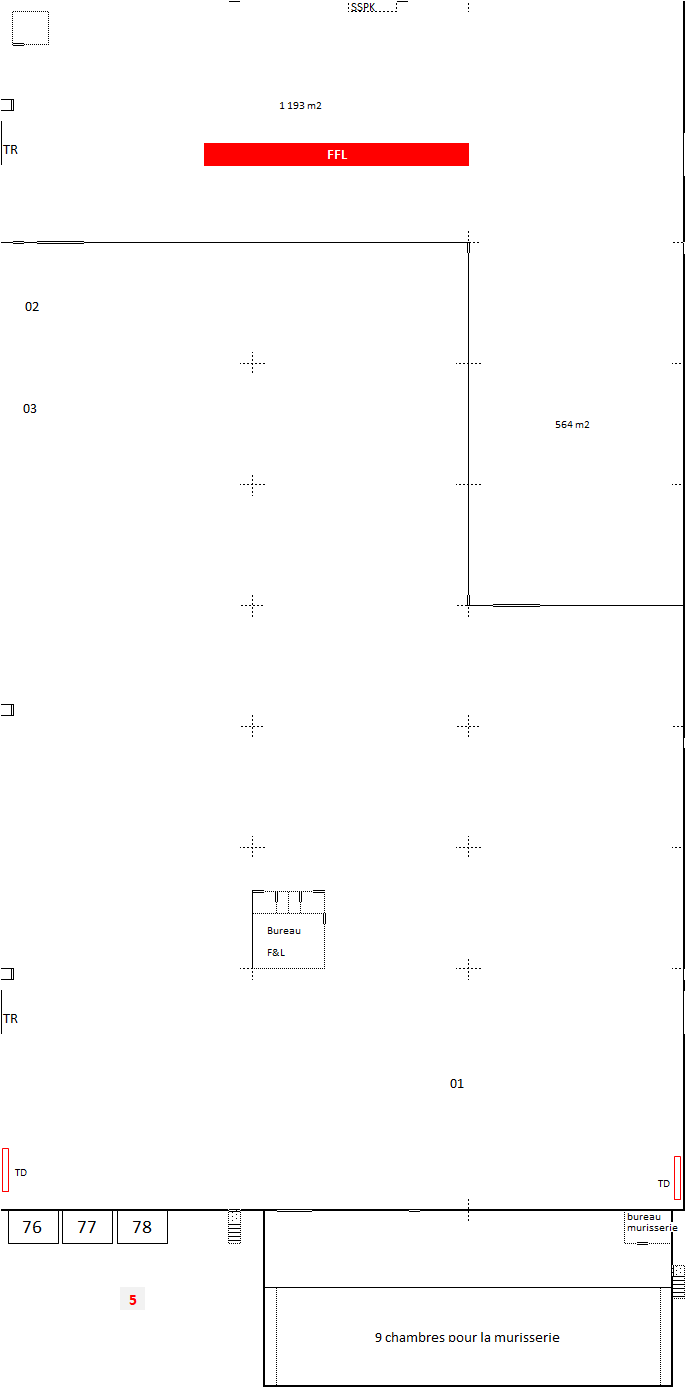 SSPK
1 193 m2
TR
FFL
02
03
564 m2
Bureau
F&L
TR
01
TD
TD
76
77
78
bureau
murisserie
5
9 chambres pour la murisserie